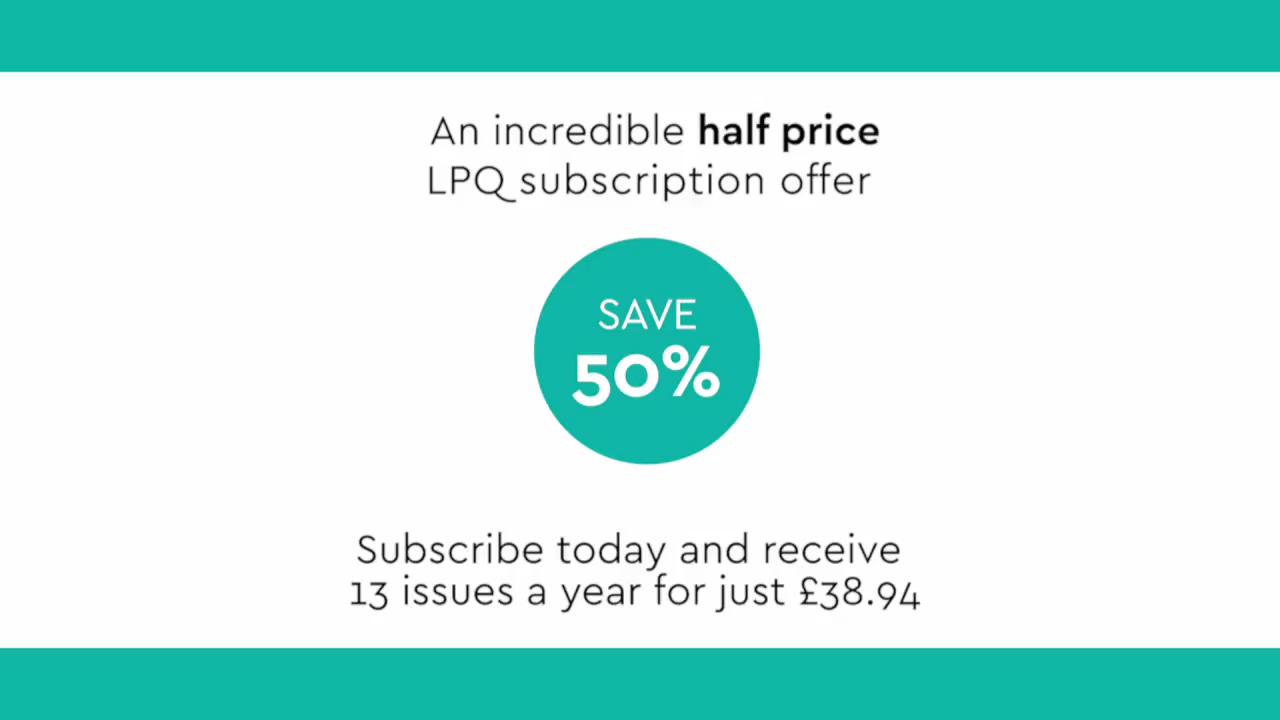 An incredible half price
LPQ subscription offer
SAVE
50%
Subscribe today and receive
13 issues a year for just £38.94